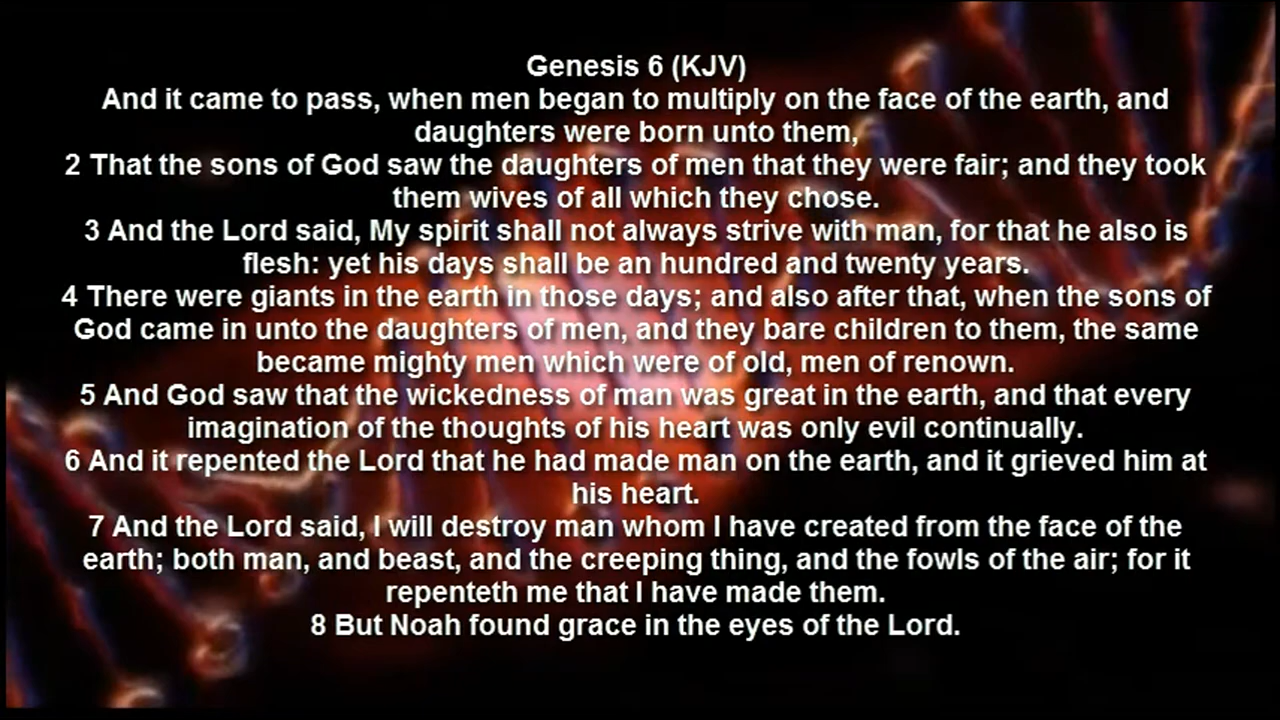 Genesis 6 (KJV)
And it came to pass, when men began to multiply on the face of the earth, and
daughters were born unto them,
2 That the sons of God saw the daughters of men that they were fair; and they took
them wives of all which they chose.
3 And the Lord said, My spirit shall not always strive with man, for that he also is
flesh: yet his days shall be an hundred and twenty years.
4 There were giants in the earth in those days; and also after that, when the sons of
God came in unto the daughters of men, and they bare children to them, the same
became mighty men which were of old, men of renown.
5 And God saw that the wickedness of man was great in the earth, and that every
imagination of the thoughts of his heart was only evil continually.
6 And it repented the Lord that he had made man on the earth, and it grieved him at
his heart.
7 And the Lord said, I will destroy man whom I have created from the face of the
earth; both man, and beast, and the creeping thing, and the fowls of the air; for it
repenteth me that I have made them.
8 But Noah found grace in the eyes of the Lord.